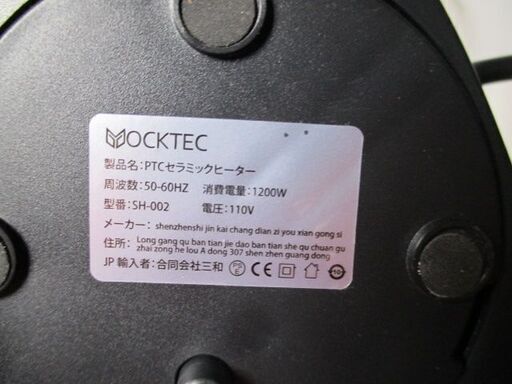 YOCKTEC
製品名:PTCセラミックヒーター
周波数:50-60HZ 消費電量:1200W
型番:SH-002 電圧:110V
メーカー: shenzhenshi jin kai chang dian zi you xian gong si
住所: Long gang qu ban tian jie dao ban tian she qu chuan gu
zhai zong he lou A dong 307 shen zhen guang dong
JP 輸入者:合同会社三和 CE